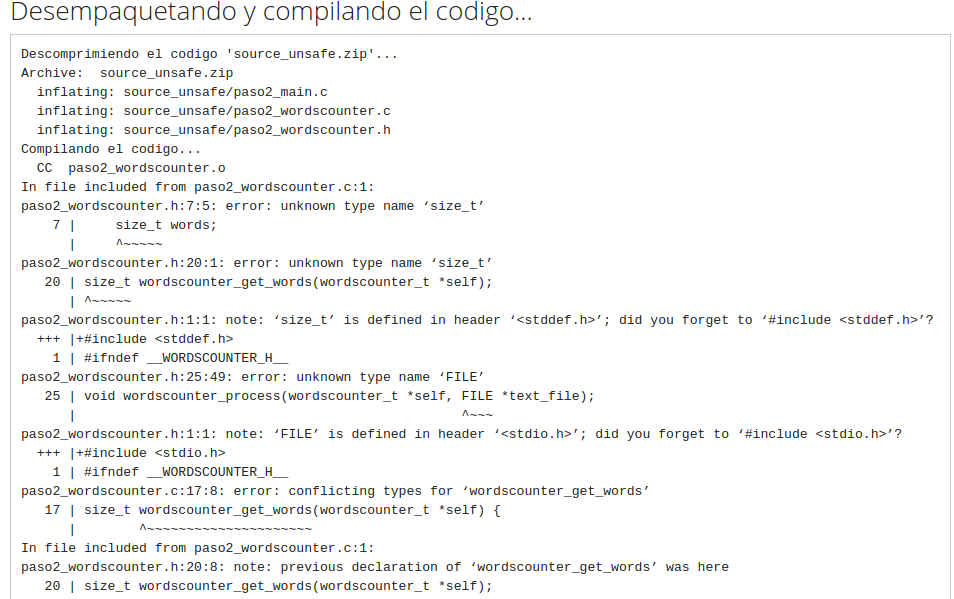 Desempaquetando y compilando el codigo...
Descomprimiendo el codigo 'source_unsafe.zip'...
Archive:  source_unsafe.zip
  inflating: source_unsafe/paso2_main.c
  inflating: source_unsafe/paso2_wordscounter.c
  inflating: source_unsafe/paso2_wordscounter.h
Compilando el codigo...
  CC  paso2_wordscounter.o
In file included from paso2_wordscounter.c:1:
paso2_wordscounter.h:7:5: error: unknown type name ‘size_t’
    7 |     size_t words;
      |     ^~~~~~
paso2_wordscounter.h:20:1: error: unknown type name ‘size_t’
   20 | size_t wordscounter_get_words(wordscounter_t *self);
      | ^~~~~~
paso2_wordscounter.h:1:1: note: ‘size_t’ is defined in header ‘<stddef.h>’; did you forget to ‘#include <stddef.h>’?
  +++ |+#include <stddef.h>
    1 | #ifndef __WORDSCOUNTER_H__
paso2_wordscounter.h:25:49: error: unknown type name ‘FILE’
   25 | void wordscounter_process(wordscounter_t *self, FILE *text_file);
      |                                                 ^~~~
paso2_wordscounter.h:1:1: note: ‘FILE’ is defined in header ‘<stdio.h>’; did you forget to ‘#include <stdio.h>’?
  +++ |+#include <stdio.h>
    1 | #ifndef __WORDSCOUNTER_H__
paso2_wordscounter.c:17:8: error: conflicting types for ‘wordscounter_get_words’
   17 | size_t wordscounter_get_words(wordscounter_t *self) {
      |        ^~~~~~~~~~~~~~~~~~~~~~
In file included from paso2_wordscounter.c:1:
paso2_wordscounter.h:20:8: note: previous declaration of ‘wordscounter_get_words’ was here
   20 | size_t wordscounter_get_words(wordscounter_t *self);